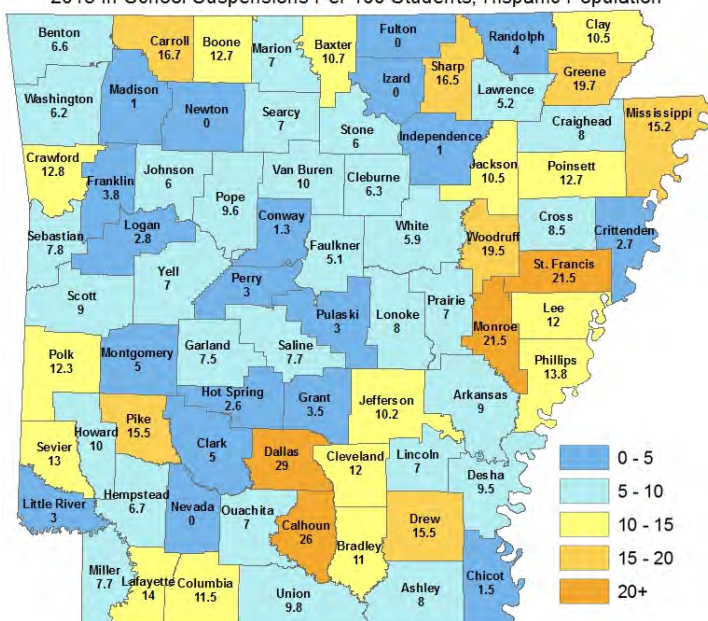 2018 In-School Suspensions Per 100 Students, Hispanic Population
Benton
6.6
Carroll
16.7
Boone
12.7
Marion
7
Baxter
10.7
Fulton
0
Randolph
4
Clay
10.5
Izard
0
Sharp
16.5
Greene
19.7
Lawrence
5.2
Washington
6.2
Madison
1
Newton
0
Searcy
7
Stone
6
Independence
1
Craighead
8
Mississippi
15.2
Crawford
12.8
Franklin
3.8
Johnson
6
Pope
9.6
Van Buren
10
Cleburne
6.3
Jackson
10.5
Poinsett
12.7
Sebastian
7.8
Logan
2.8
Conway
1.3
Faulkner
5.1
White
5.9
Woodruff
19.5
Cross
8.5
Crittenden
2.7
St. Francis
21.5
Scott
9
Yell
7
Perry
3
Pulaski
3
Lonoke
8
Prairie
7
Monroe
21.5
Lee
12
Phillips
13.8
Polk
12.3
Montgomery
5
Garland
7.5
Saline
7.7
Hot Spring
2.6
Grant
3.5
Jefferson
10.2
Arkansas
9
Sevier
13
Howard
10
Pike
15.5
Clark
5
Dallas
29
Cleveland
12
Lincoln
7
Desha
9.5
Little River
3
Hempstead
6.7
Nevada
0
Ouachita
7
Calhoun
26
Bradley
11
Drew
15.5
Miller
7.7
Lafayette
14
Columbia
11.5
Union
9.8
Ashley
8
Chicot
1.5
0 - 5
5 - 10
10 - 15
15 - 20
20+